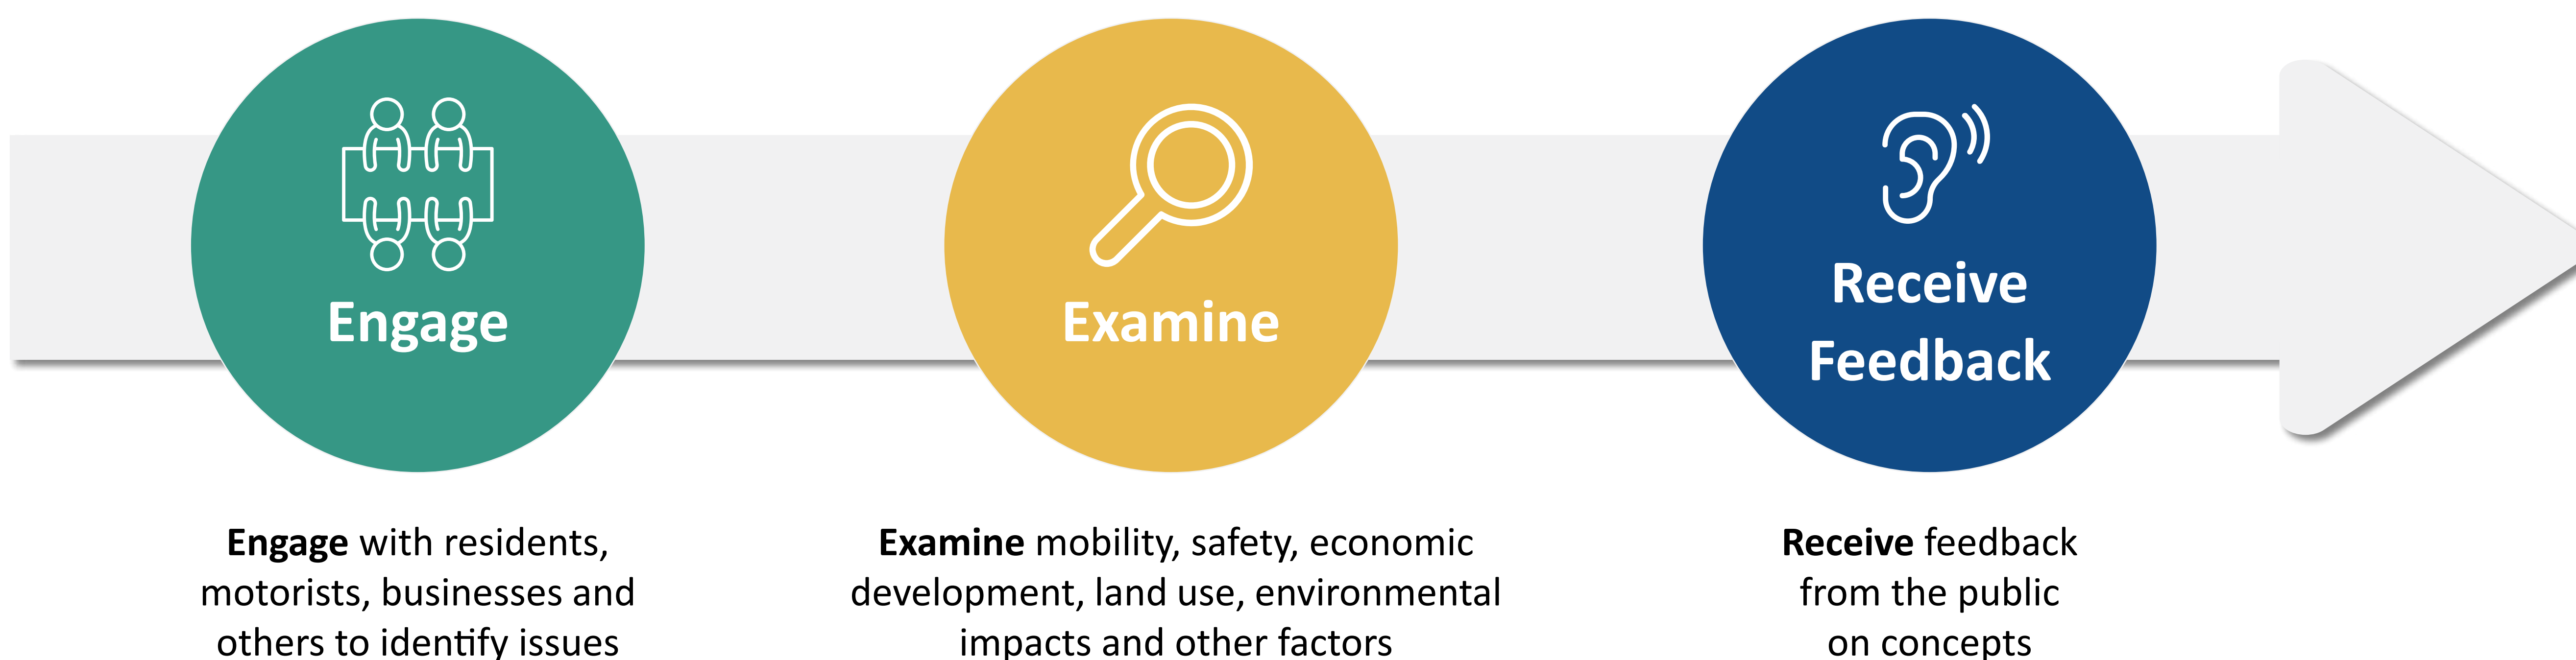 Engage
Examine
Receive
Feedback
Engage with residents,
motorists, businesses and
others to identify issues
Examine mobility, safety, economic
development, land use, environmental
impacts and other factors
Receive feedback
from the public
on concepts